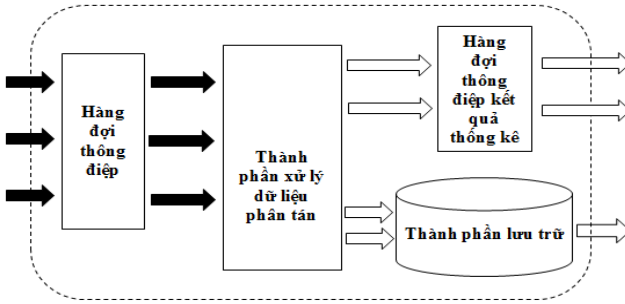 Hàng
đợi
thông
điệp
Thành
phần xử lý
dữ liệu
phân tán
Hàng
đợi
thông
điệp kết
quả
thống kê
Thành phần lưu trữ